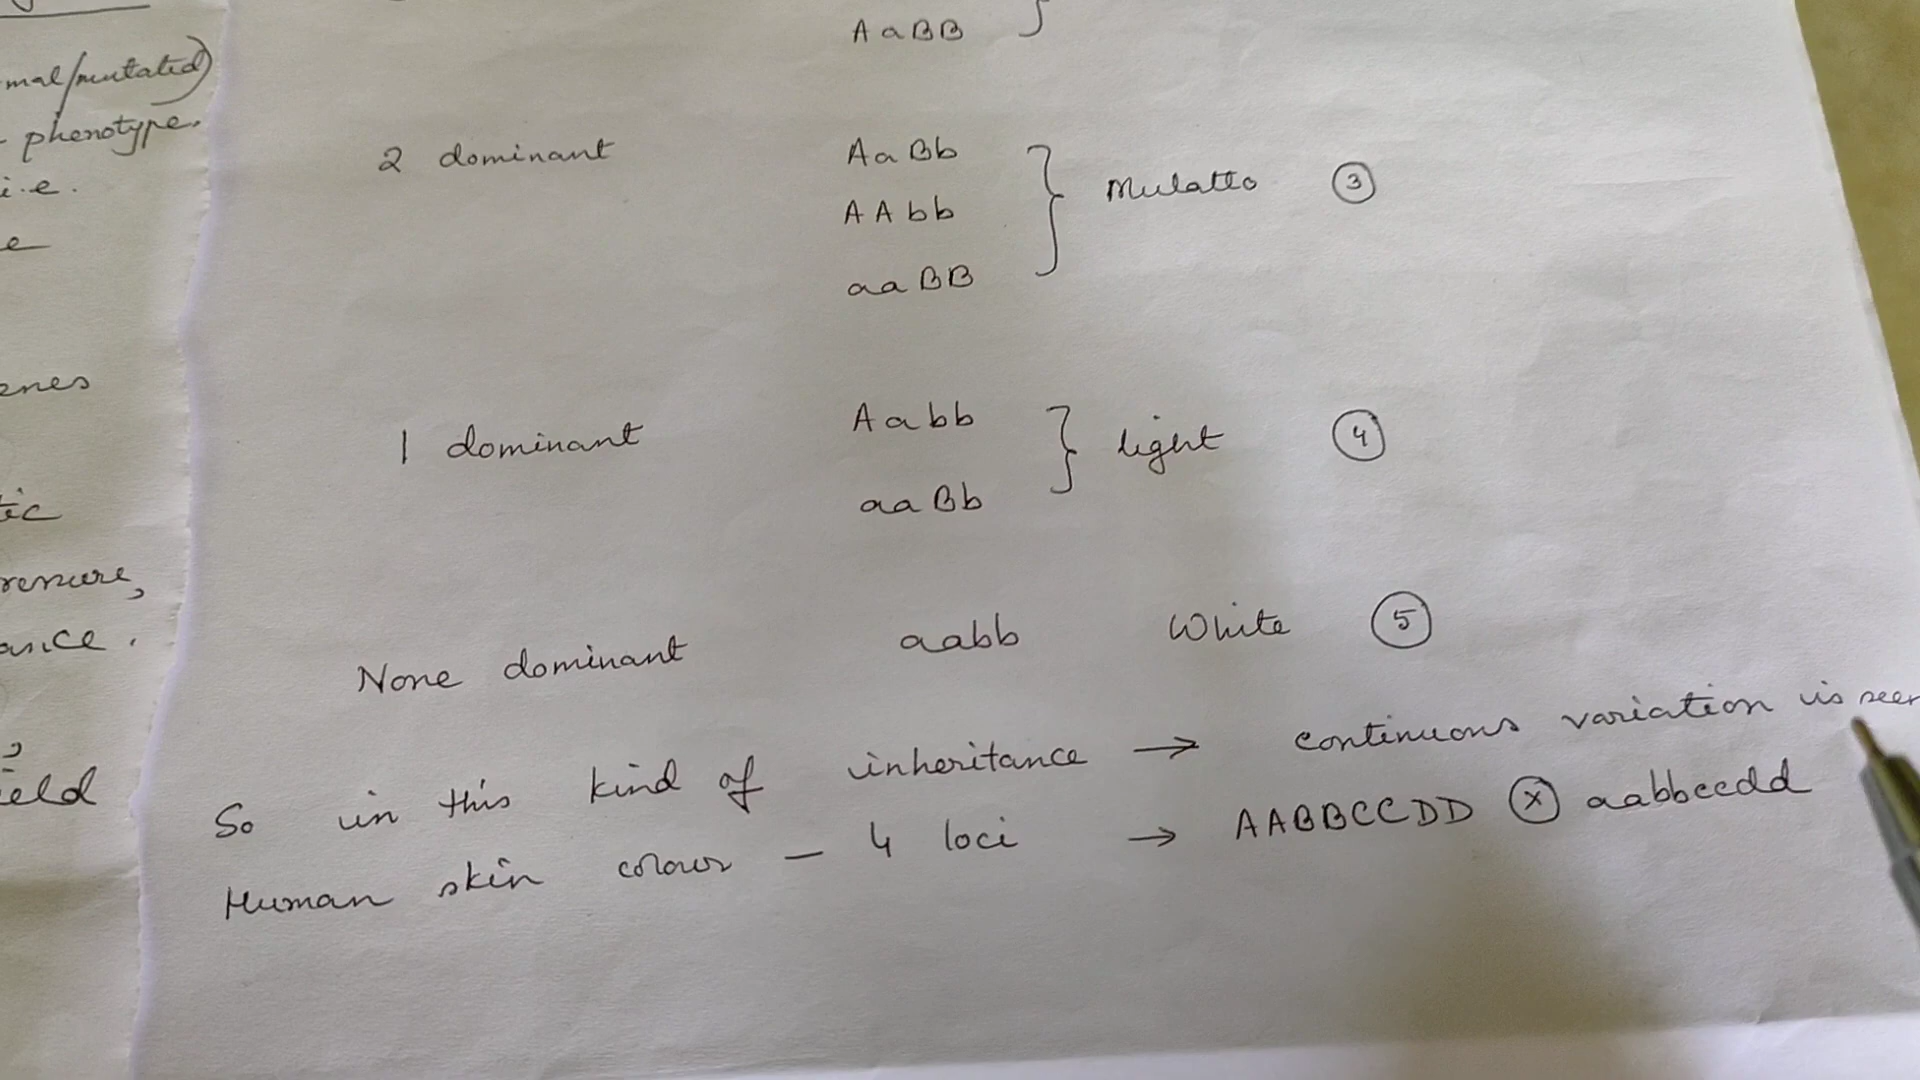 mal/mutated)
phenotype.
i.e.
e
enes
tic
ance.
eld
AaBB
2 dominant AaBb
AAbb } Mulatto 3
aaBB
1 dominant Aabb } light 4
aaBb
None dominant aabb White 5
So in this kind of inheritance → continuous variation is seen
Human skin colour – 4 loci → AABBCCDD ⓧ aabbccdd